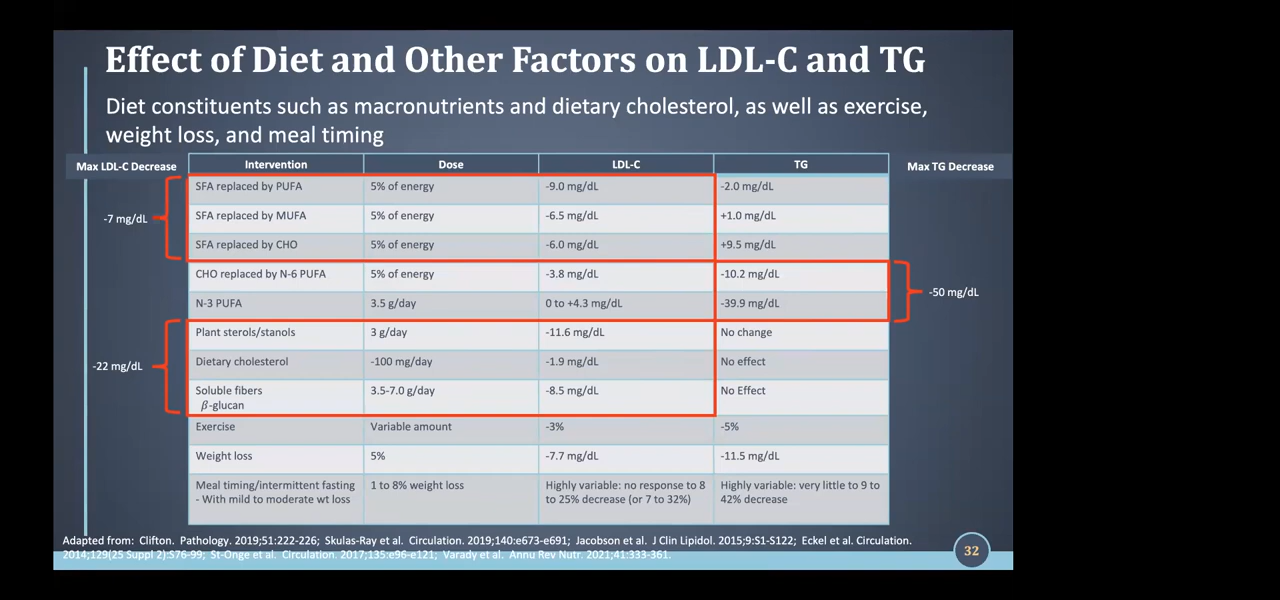 Effect of Diet and Other Factors on LDL-C and TG
Diet constituents such as macronutrients and dietary cholesterol, as well as exercise,
weight loss, and meal timing
Max LDL-C Decrease
Intervention Dose LDL-C TG
Max TG Decrease
SFA replaced by PUFA 5% of energy -9.0 mg/dL -2.0 mg/dL
-7 mg/dL
SFA replaced by MUFA 5% of energy -6.5 mg/dL +1.0 mg/dL
SFA replaced by CHO 5% of energy -6.0 mg/dL +9.5 mg/dL
CHO replaced by N-6 PUFA 5% of energy -3.8 mg/dL -10.2 mg/dL
-50 mg/dL
N-3 PUFA 3.5 g/day 0 to +4.3 mg/dL -39.9 mg/dL
Plant sterols/stanols 3 g/day -11.6 mg/dL No change
-22 mg/dL
Dietary cholesterol -100 mg/day -1.9 mg/dL No effect
Soluble fibers 3.5-7.0 g/day -8.5 mg/dL No Effect
β-glucan
Exercise Variable amount -3% -5%
Weight loss 5% -7.7 mg/dL -11.5 mg/dL
Meal timing/intermittent fasting 1 to 8% weight loss Highly variable: no response to 8 Highly variable: very little to 9 to
- With mild to moderate wt loss to 25% decrease (or 7 to 32%) 42% decrease
Adapted from: Clifton. Pathology. 2019;51:222-226; Skulas-Ray et al. Circulation. 2019;140:e673-e691; Jacobson et al. J Clin Lipidol. 2015;9:S1-S122; Eckel et al. Circulation.
2014;129(25 Suppl 2):S76-99; St-Onge et al. Circulation. 2017;135:e96-e121; Varady et al. Annu Rev Nutr. 2021;41:333-361.
32